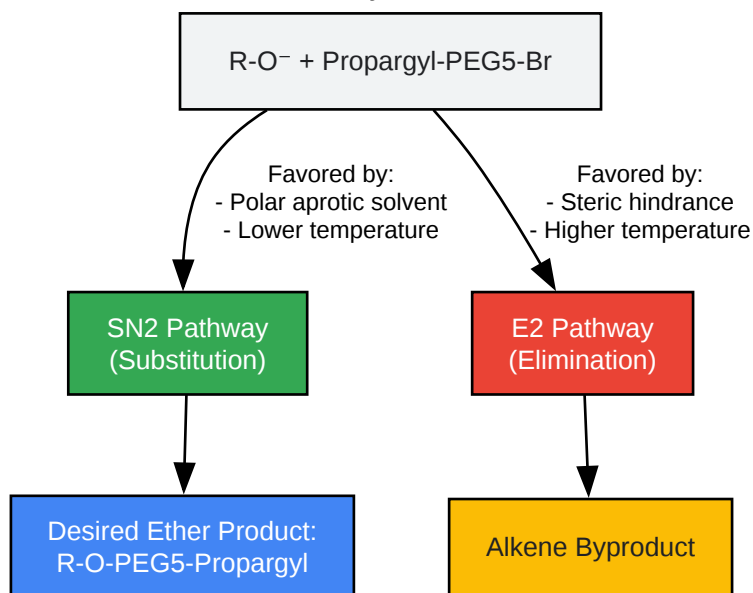 R-O⁻ + Propargyl-PEG5-Br
Favored by:
- Polar aprotic solvent
- Lower temperature
Favored by:
- Steric hindrance
- Higher temperature
SN2 Pathway
(Substitution)
E2 Pathway
(Elimination)
Desired Ether Product:
R-O-PEG5-Propargyl
Alkene Byproduct